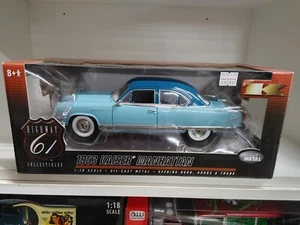 8+
HIGHWAY
61
COLLECTIBLES
1953 KAISER MANHATTAN
1:18 SCALE • DIE-CAST METAL • OPENING HOOD, DOORS & TRUNK
METAL
1:18
SCALE